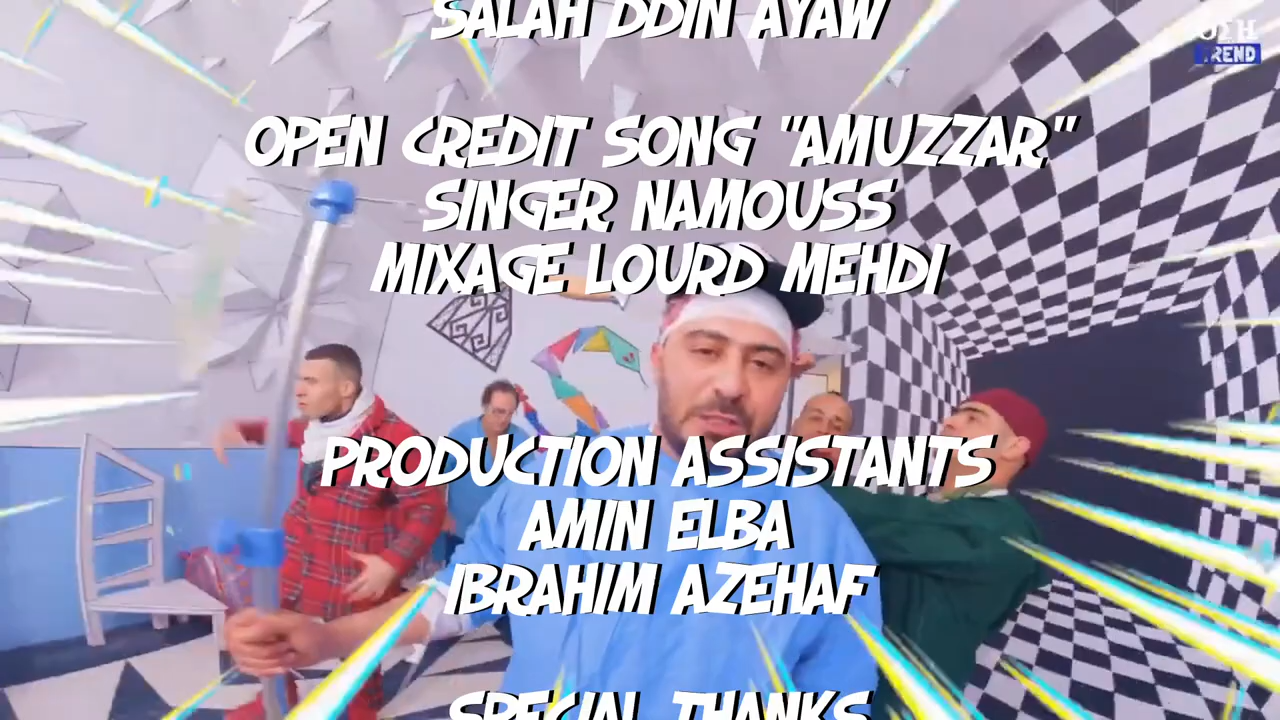 SALAH DDIN AYAW
OPEN CREDIT SONG "AMUZZAR"
SINGER NAMOUSS
MIXAGE LOURD MEHDI
PRODUCTION ASSISTANTS
AMIN ELBA
IBRAHIM AZEHAF
SPECIAL THANKS
TREND